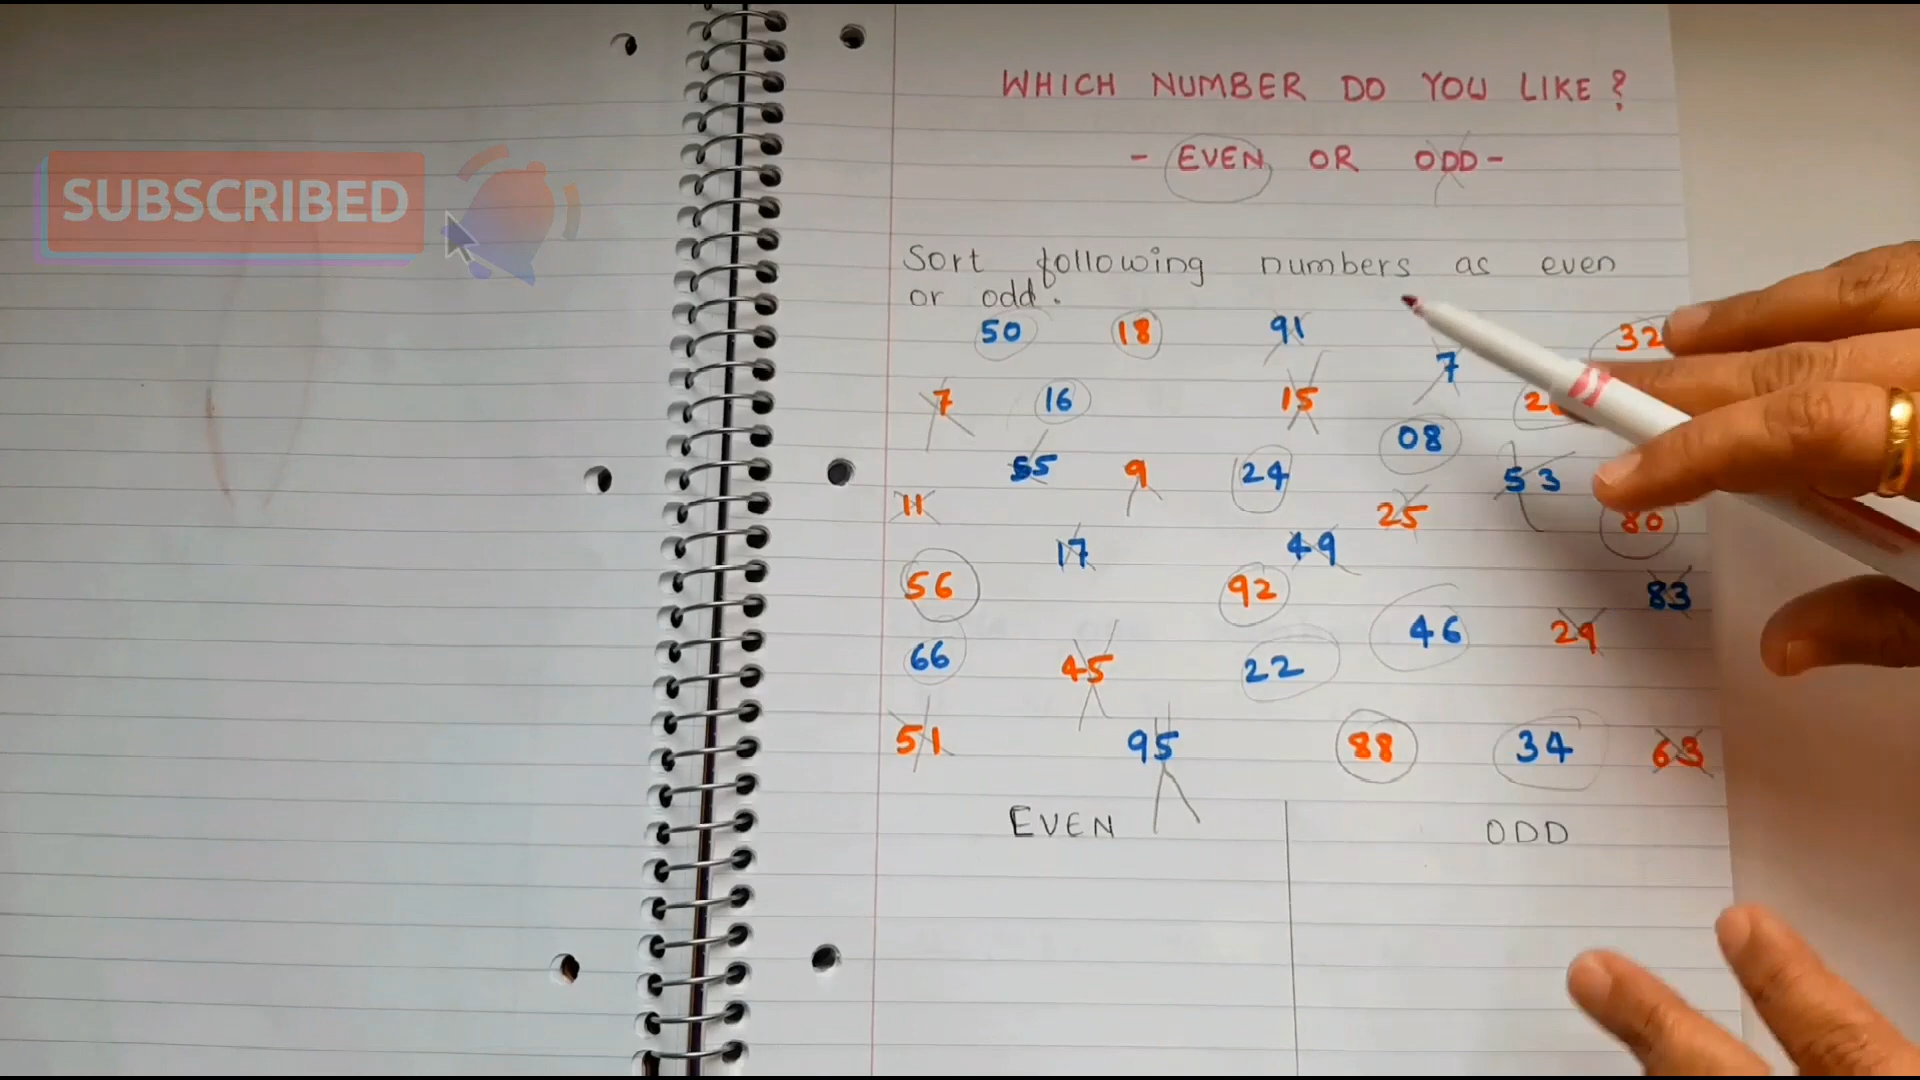 SUBSCRIBED
WHICH NUMBER DO YOU LIKE?
- EVEN OR ODD -
Sort following numbers as even
or odd.
50 18 91 32
7
7 16 15
08
55 9 24 53
11 25 80
17 49
56 92 83
46 29
66 45 22
51 95 88 34 63
EVEN ODD